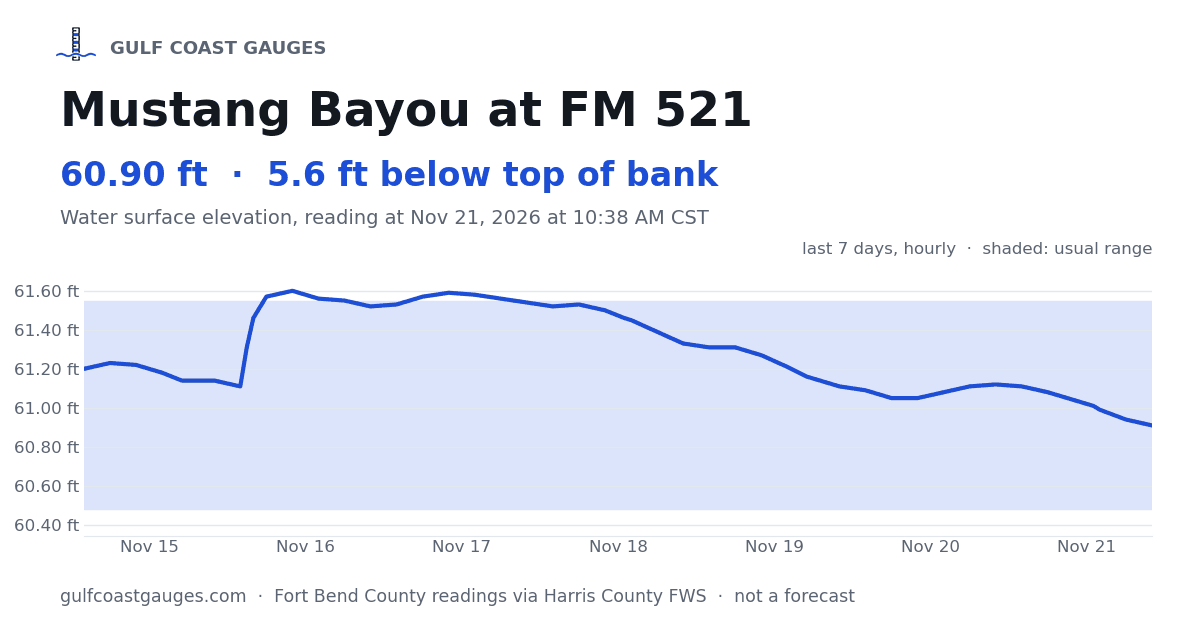 GULF COAST GAUGES
Mustang Bayou at FM 521
60.90 ft · 5.6 ft below top of bank
Water surface elevation, reading at Nov 21, 2026 at 10:38 AM CST
last 7 days, hourly · shaded: usual range
61.60 ft
61.40 ft
61.20 ft
61.00 ft
60.80 ft
60.60 ft
60.40 ft
Nov 15 Nov 16 Nov 17 Nov 18 Nov 19 Nov 20 Nov 21
gulfcoastgauges.com · Fort Bend County readings via Harris County FWS · not a forecast